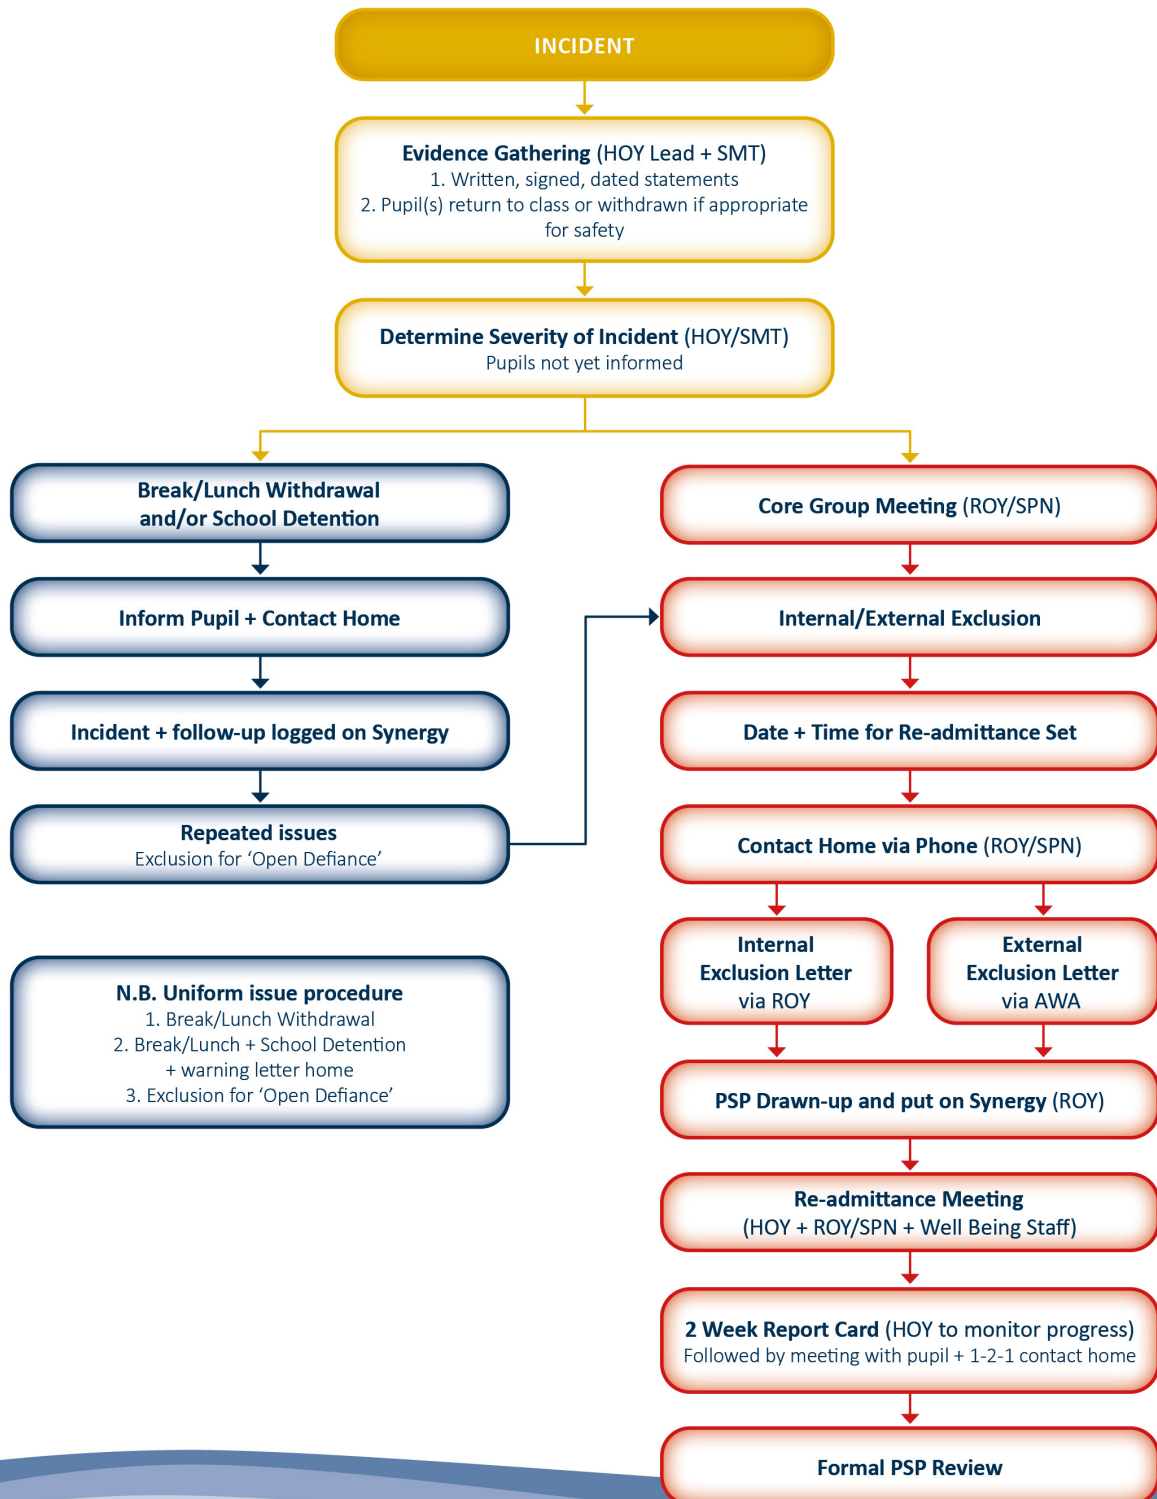 INCIDENT
Evidence Gathering (HOY Lead + SMT)
1. Written, signed, dated statements
2. Pupil(s) return to class or withdrawn if appropriate
for safety
Determine Severity of Incident (HOY/SMT)
Pupils not yet informed
Break/Lunch Withdrawal
and/or School Detention
Inform Pupil + Contact Home
Incident + follow-up logged on Synergy
Repeated issues
Exclusion for ‘Open Defiance’
N.B. Uniform issue procedure
1. Break/Lunch Withdrawal
2. Break/Lunch + School Detention
+ warning letter home
3. Exclusion for ‘Open Defiance’
Core Group Meeting (ROY/SPN)
Internal/External Exclusion
Date + Time for Re-admittance Set
Contact Home via Phone (ROY/SPN)
Internal
Exclusion Letter
via ROY
External
Exclusion Letter
via AWA
PSP Drawn-up and put on Synergy (ROY)
Re-admittance Meeting
(HOY + ROY/SPN + Well Being Staff)
2 Week Report Card (HOY to monitor progress)
Followed by meeting with pupil + 1-2-1 contact home
Formal PSP Review